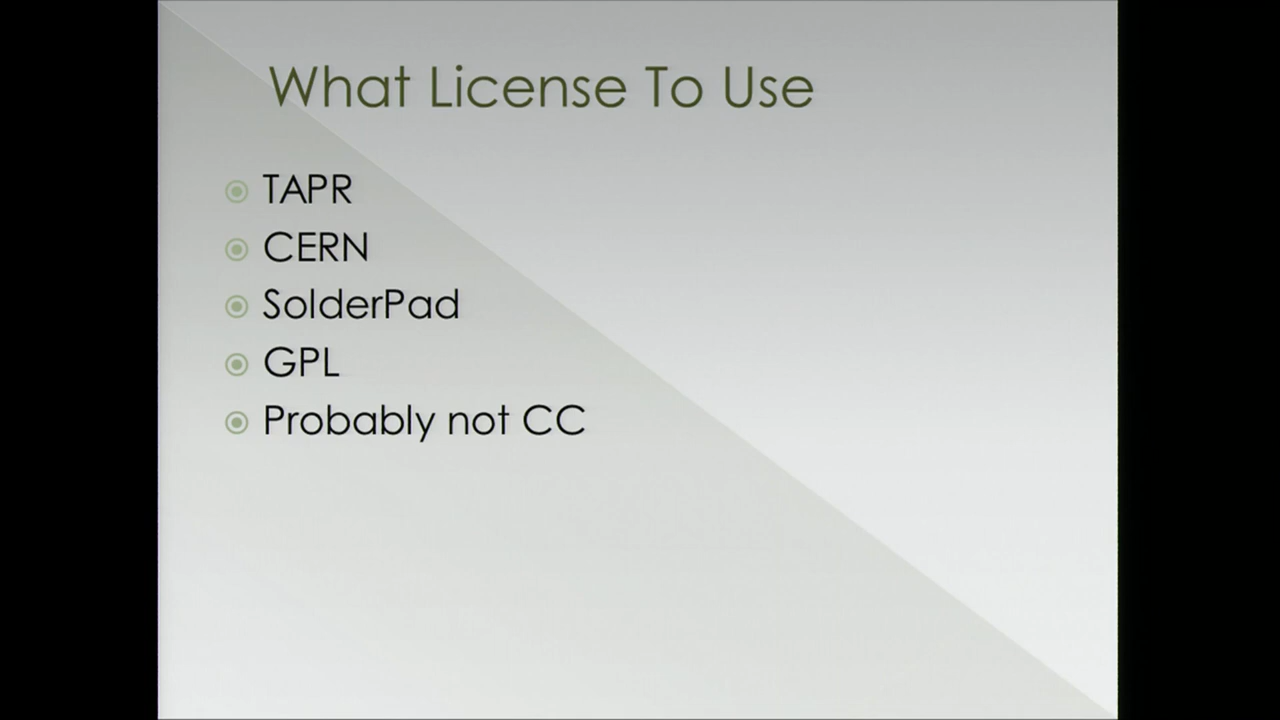 What License To Use
TAPR
CERN
SolderPad
GPL
Probably not CC